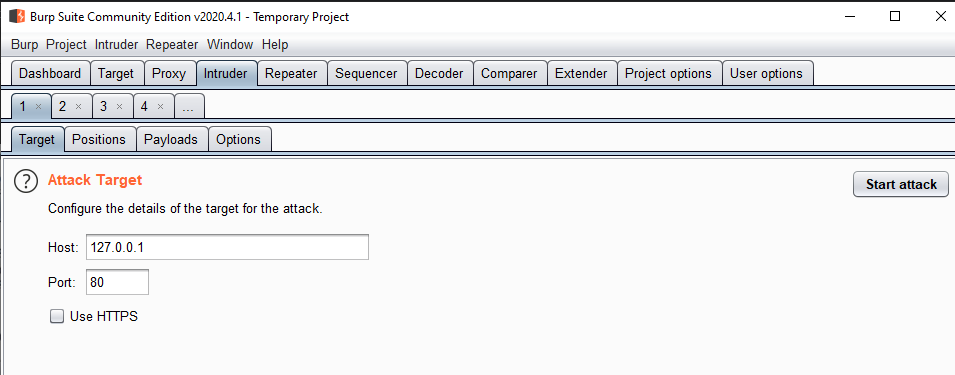 Burp Suite Community Edition v2020.4.1 - Temporary Project
Burp Project Intruder Repeater Window Help
Dashboard Target Proxy Intruder Repeater Sequencer Decoder Comparer Extender Project options User options
1 × 2 × 3 × 4 × ...
Target Positions Payloads Options
? Attack Target Start attack
Configure the details of the target for the attack.
Host: 127.0.0.1
Port: 80
Use HTTPS